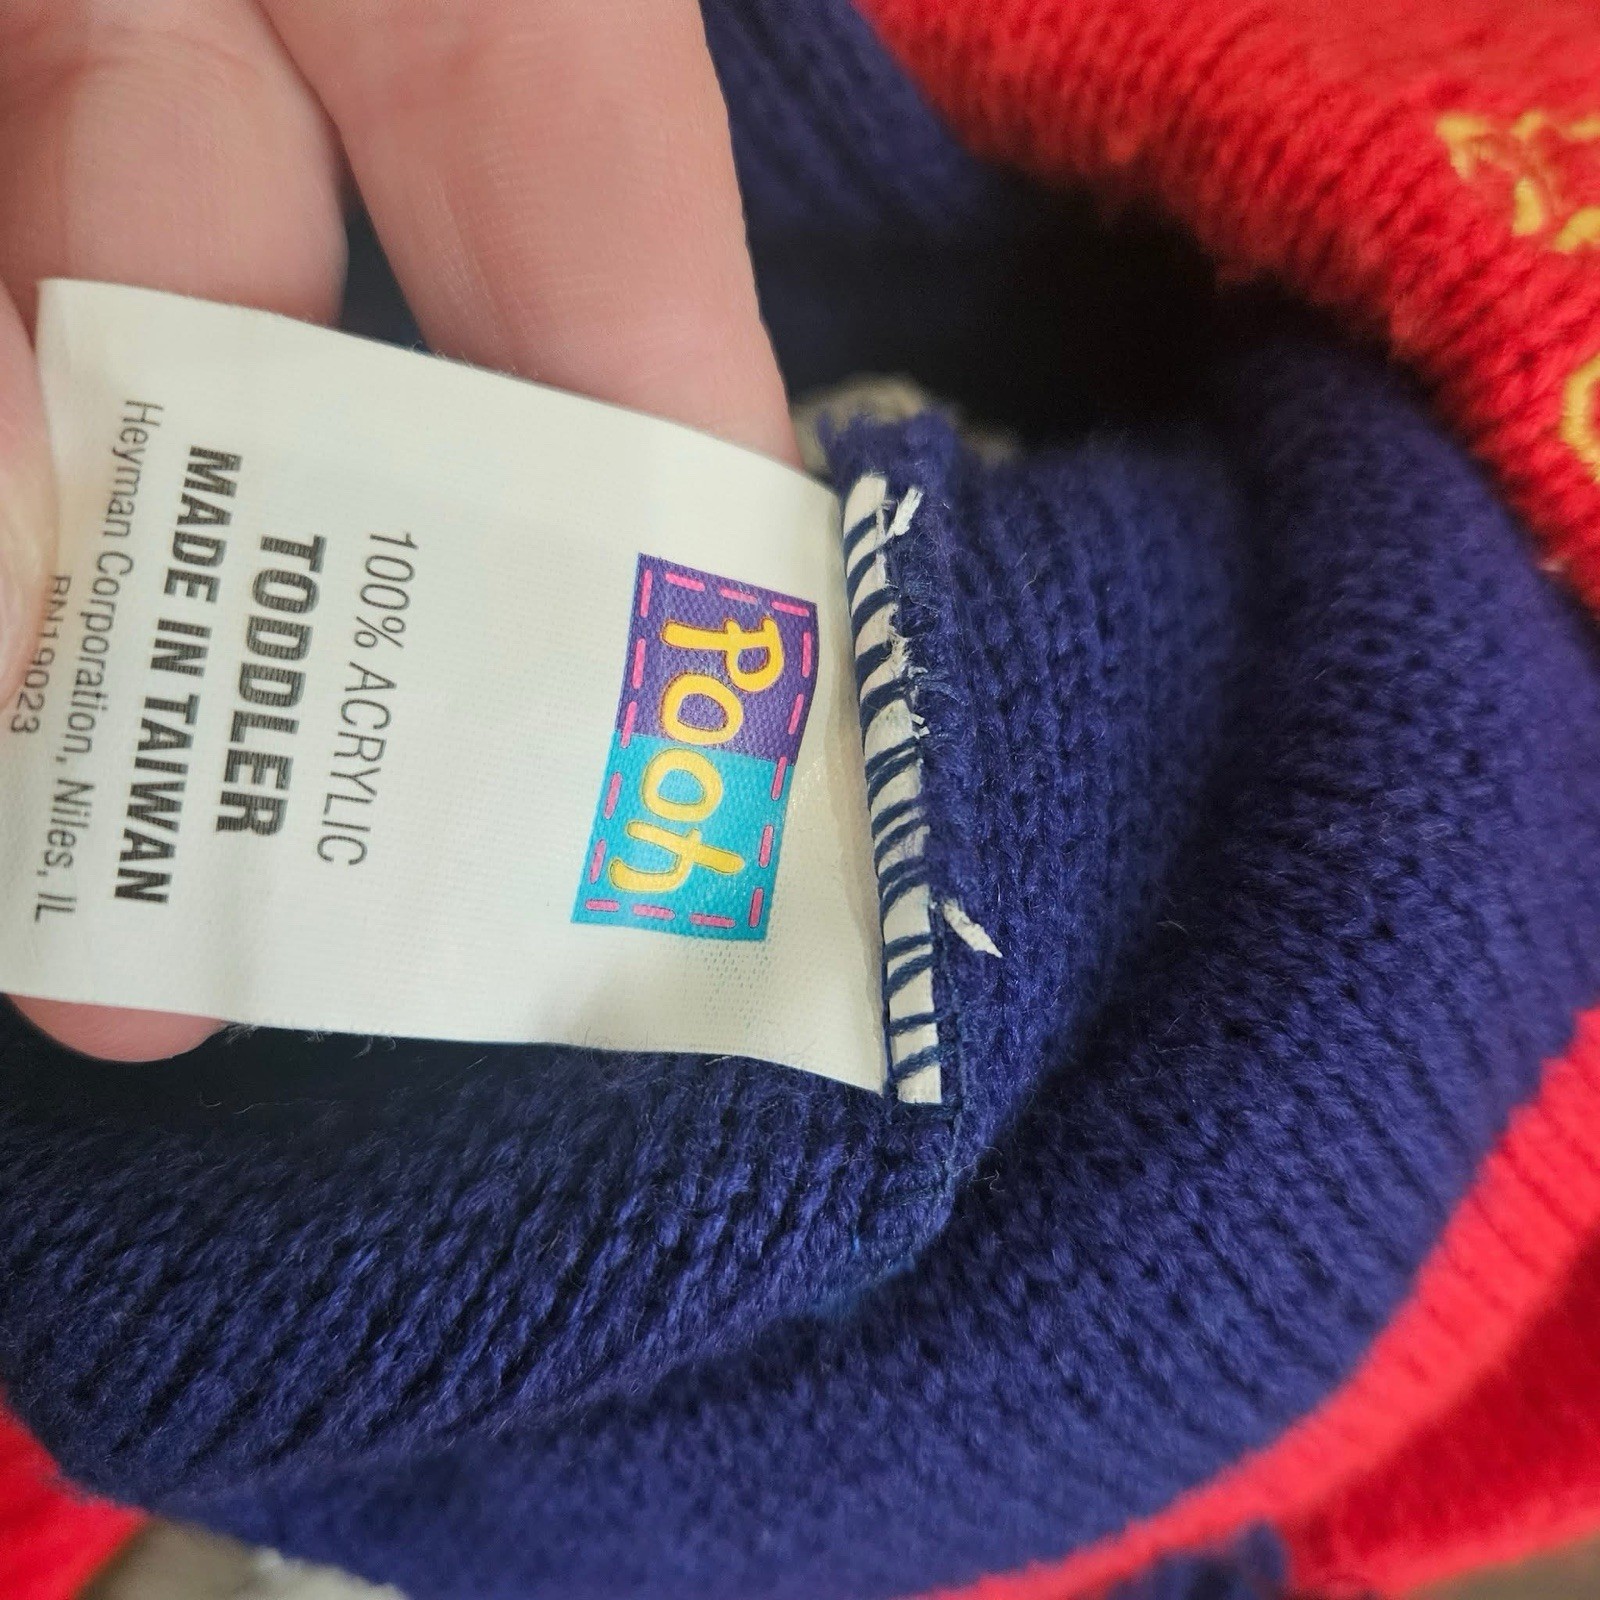 Pooh
100% ACRYLIC
TODDLER
MADE IN TAIWAN
Heyman Corporation, Niles, IL
RN19023